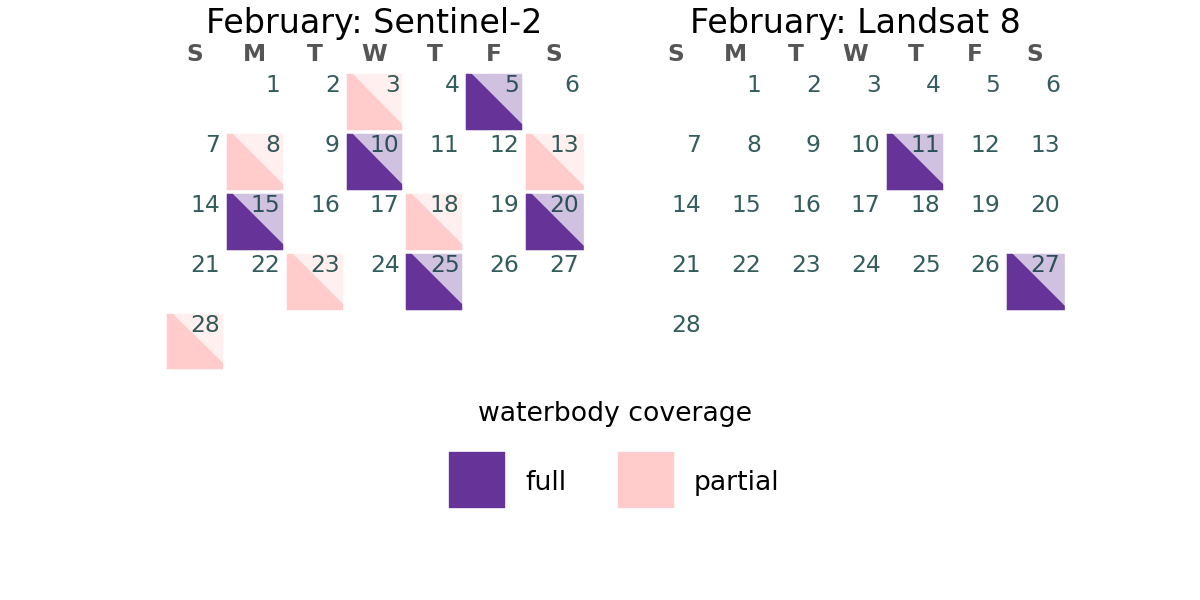 February: Sentinel-2
S M T W T F S
1 2 3 4 5 6
7 8 9 10 11 12 13
14 15 16 17 18 19 20
21 22 23 24 25 26 27
28
February: Landsat 8
S M T W T F S
1 2 3 4 5 6
7 8 9 10 11 12 13
14 15 16 17 18 19 20
21 22 23 24 25 26 27
28
waterbody coverage
full
partial